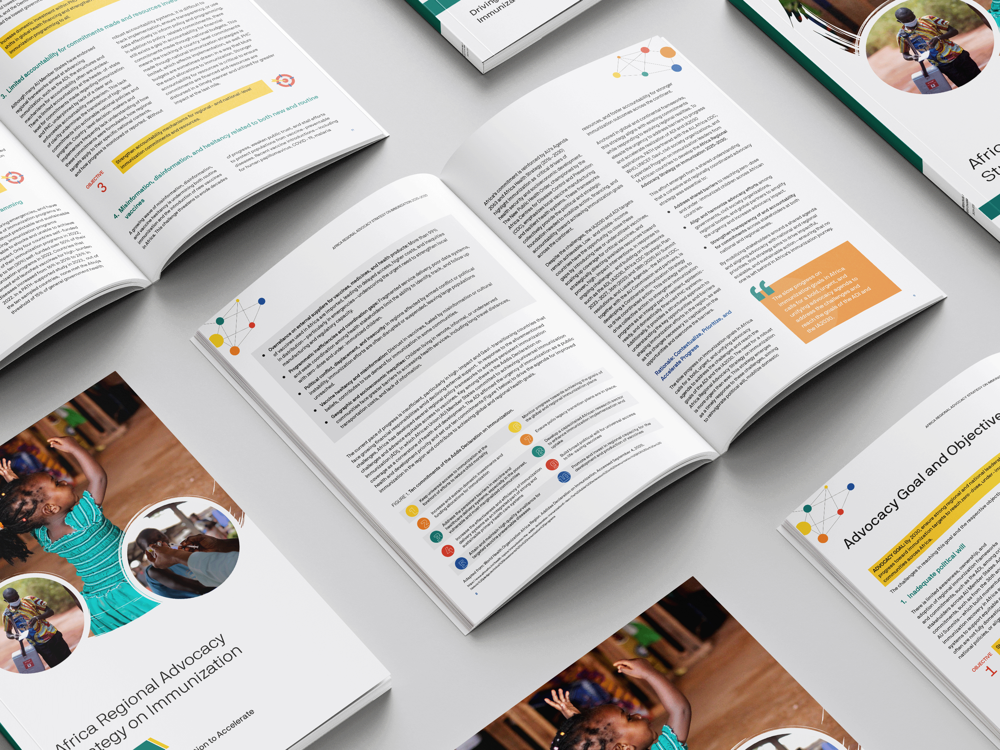 Increase domestic investment within PHC
shifts in global health financing and strengthen
immunization programming to all.
3. Limited accountability for commitments made and resources
Although many AU Member States have endorsed
regional frameworks aimed at advancing
immunization, such as the ADI, the structures and
mechanisms for accountability often are unclear.
There is limited accountability at the heads-of-state
level for commitments made regarding immunization
and PHC, underpinned by lack of a clear and
enforceable accountability mechanism. This lack
of clarity undermines the translation of high-level
commitments into actionable national policies and
programs. Country-level decision-makers and
implementers frequently lack understanding of how
these commitments were formulated, how regional
targets apply to their specific national contexts,
and how progress is monitored or reported. Without
robust accountability systems, it is difficult to
track implementation, ensure transparency, or use
data effectively to inform policy and programming.
In addition to policy-related commitments, there
still exists a gap in accountability for financial
commitments made through national budgets. This
means the tracking of country-level commitments
made through national immunization strategies is
limited, which affects implementation, as well. PHC
budgets are sometimes drawn in a way that blurs
the exact allocations to immunization. Stronger
accountability for resources is critical to ensure
commitments are financed and resources are
disbursed in a timely manner and utilized for greater
impact at the last mile.
OBJECTIVE
3
Strengthen accountability mechanisms for regional- and national-level
immunization commitments and resources.
4. Misinformation, disinformation, and hesitancy related to both new and routine
vaccines
A growing wave of misinformation, disinformation,
and vaccine hesitancy is undermining both routine
immunization and the introduction of new vaccines
in Africa. This challenge threatens to erode decades
of progress, weaken public trust, and stall efforts
to protect populations from vaccine-preventable
diseases. Recent vaccine introductions—including
for human papillomavirus, COVID-19, malaria
11
uring emergencies, and have
of immunization programs in
without predictable and sustainable
ing, immunization programs
able to shocks and unable to achieve
impact. Only four countries self-funded
of their immunization programs in 2022,
p to ten (30%) self-funded over 50% of their
nization programs in 2022. Countries that
ensed and launched vaccines for high-burden
diseases increased from 16% in 2016 to 26% in
2022. In a PATH-supported study in 2023, out of
the ten sampled countries, none met the Abuja
threshold of 15% of general government health
Driving
Immuniza
AFRICA REGIONAL ADVOCACY STRATEGY ON IMMUNIZATION 2025–2030
• Overreliance on external suppliers for vaccines, medicines, and health products: More than 99%
of vaccines used in Africa are imported, leading to delayed access, higher costs, and inequities
in distribution—particularly in emergencies—underscoring the urgent need to strengthen local
manufacturing and regulatory capacity.
• Programmatic inefficiencies and coordination gaps: Fragmented service delivery, poor data systems,
and weak coordination among health stakeholders limit the ability to identify, track, and follow up
with zero-dose and under-immunized children.
• Political conflict, displacement, and insecurity: In regions affected by armed conflict or political
instability, immunization efforts are often disrupted or suspended, leaving large populations
unreached.
• Vaccine hesitancy and misinformation: Distrust in vaccines, fueled by misinformation or cultural
beliefs, contributes to low demand for immunization in some communities.
• Geographic and socioeconomic inequities: Children living in remote, informal, or underserved
communities face greater barriers to accessing health services, including long travel distances,
transportation costs, and a lack of information.
The current pace of progress is insufficient, particularly in high-impact and Gavi-transitioning countries that
face growing financial responsibilities amid declining external support. In response to the aforementioned
challenges, Africa has developed several regional policy frameworks to address persistent immunization
challenges and advance equitable access to vaccines. Key among these is the Addis Declaration on
Immunization (ADI), in which African Union (AU) Member States committed to achieving universal immunization
coverage as a cornerstone of health and development. The ADI affirmed the urgency of immunization as a public
health and development priority and set out ten commitments (Figure 1 below) to drive the agenda for improved
immunization in the region and contribute to achieving global and regional health goals.
FIGURE 1. Ten commitments of the Addis Declaration on Immunization.
1 Keep universal access to immunization at the
forefront of efforts to reduce child mortality
2 Increase and sustain domestic investments and
funding allocations for immunization
3 Address the persistent barriers in vaccine and
healthcare delivery systems, especially in the poorest,
vulnerable and most marginalized communities
4 Increase the effectiveness and efficiency of immunization
delivery systems as an integrated part of strong and
sustainable primary health care systems
5 Attain and maintain high quality surveillance for
targeted vaccine preventable diseases
6 Monitor progress towards achieving the goals of
the global and regional immunization plans
7 Ensure polio legacy transition plans are in place.
8 Develop a capacitated African research sector
to enhance immunization implementation and
uptake
9 Build broad political will for universal access
to life-saving vaccines
10 Promote and invest in regional capacity for the
development and production of vaccines
Adapted from: World Health Organization Africa Region. Addidas Declaration on Immunization. Accessed September 4, 2025.
8
Africa's commitment is reinforced by AU's Agenda
2063 and Africa Health Strategy (2016–2030)
highlight immunization as critical drivers of
health security and socioeconomic development.
The New Public Health Order, championed by the
Africa Centres for Disease Control and Prevention
(CDC), emphasizes local vaccine manufacturing
and resilient health systems. These frameworks
collectively provide the political and strategic
foundation needed to mobilize action, financing, and
accountability toward achieving immunization goals
across the continent.
Despite the challenges, the IA2030 and ADI targets
remain achievable. Low- and middle-income
countries have the opportunity to close these
gaps by introducing new or underutilized vaccines,
scaling up coverage for critical vaccines, and
strategically directing available resources toward
proven, high-impact interventions. In response to
ongoing challenges—and building on frameworks
such as the ADI, IA2030, Africa CDC Strategic Plan
2023–2027, 36th (2023) and 38th (2025) AU Summit
resolutions, and Lusaka Agenda—the Africa CDC,
together with the AU Commission and partners, is
developing a Continental Immunization Strategy
to drive coordinated action. This strategy aims to
drive collective action to strengthen immunization
programs as an integral part of resilient, epidemic-
ready, and domestically financed PHC systems.
Additionally, it provides a structured approach to
understanding the key opportunities and barriers
shaping immunization efforts in the region, as well
as the changes necessary to capitalize on the
opportunities and overcome the barriers.
Rationale: Contextualize, Prioritize, and
Accelerate Progress
The slow progress on immunization goals in Africa
calls for a bold, urgent, and unifying advocacy
agenda to address the challenges and reach the
goals of the ADI and the IA2030. The need for a robust
Africa Regional Advocacy Strategy on Immunization
is more urgent than ever. This strategy emerges
as a timely response to these challenges, aiming
to reinvigorate political will, mobilize domestic
resources, and foster accountability for stronger
immunization outcomes across the continent.
Anchored in global and continental frameworks,
this strategy aligns with existing commitments
while responding to evolving regional realities. To
elevate the urgency to address barriers to progress
and accelerate realization of ADI and IA2030
aspirations, PATH partnered with the AU, Africa CDC,
WHO, UNICEF, Gavi, civil society organizations, and
Expanded Program on Immunization leaders from
14 African countries to develop the Africa Regional
Advocacy Strategy on Immunization 2025–2030.
This effort emerged from a shared understanding
that a cohesive and regionally coordinated advocacy
strategy was essential to:
• Address shared barriers to reaching zero-dose
and under-immunized children across African
countries.
• Align and harmonize advocacy efforts among
governments, civil society organizations,
regional bodies, and global partners to amplify
the urgency and increase advocacy impact.
• Strengthen transparency of and accountability
for commitments across stakeholders at both
national and regional levels.
By mobilizing stakeholders around a shared agenda
and aligning advocacy with national and regional
priorities, this strategy aims to drive impactful,
scalable, and sustainable action—ensuring that no
one is left behind in Africa's immunization journey.
The slow progress on
immunization goals in Africa
calls for a bold, urgent, and
unifying advocacy agenda to
address the challenges and
reach the goals of the ADI and
the IA2030.
9
Africa Regional Advocacy
ategy on Immunization
tion to Accelerate
AFRICA REGIONAL ADVOCACY STRATEGY ON IMMUN
Advocacy Goal and Objective
ADVOCACY GOAL: By 2030, ensure strong regional and national leadersh
progress toward immunization targets to reach zero-dose, under-im
communities across Africa.
The challenges in reaching this goal and the respective objectiv
1. Inadequate political will
There is limited awareness, ownership, and
adoption of regional immunization frameworks
and commitments, such as the ADI, among
stakeholders across AU Member States.
commitments, such as from the 36th and
AU Summits—which build momentum
immunization recovery in Africa
systems to support equitable
often are not fully domestic
national policies, or align
OBJECTIVE
1